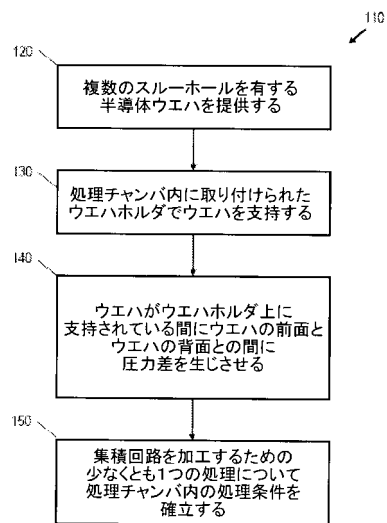 110
120
複数のスルーホールを有する
半導体ウエハを提供する
130
処理チャンバ内に取り付けられた
ウエハホルダでウエハを支持する
140
ウエハがウエハホルダ上に
支持されている間にウエハの前面と
ウエハの背面との間に
圧力差を生じさせる
150
集積回路を加工するための
少なくとも1つの処理について
処理チャンバ内の処理条件を
確立する